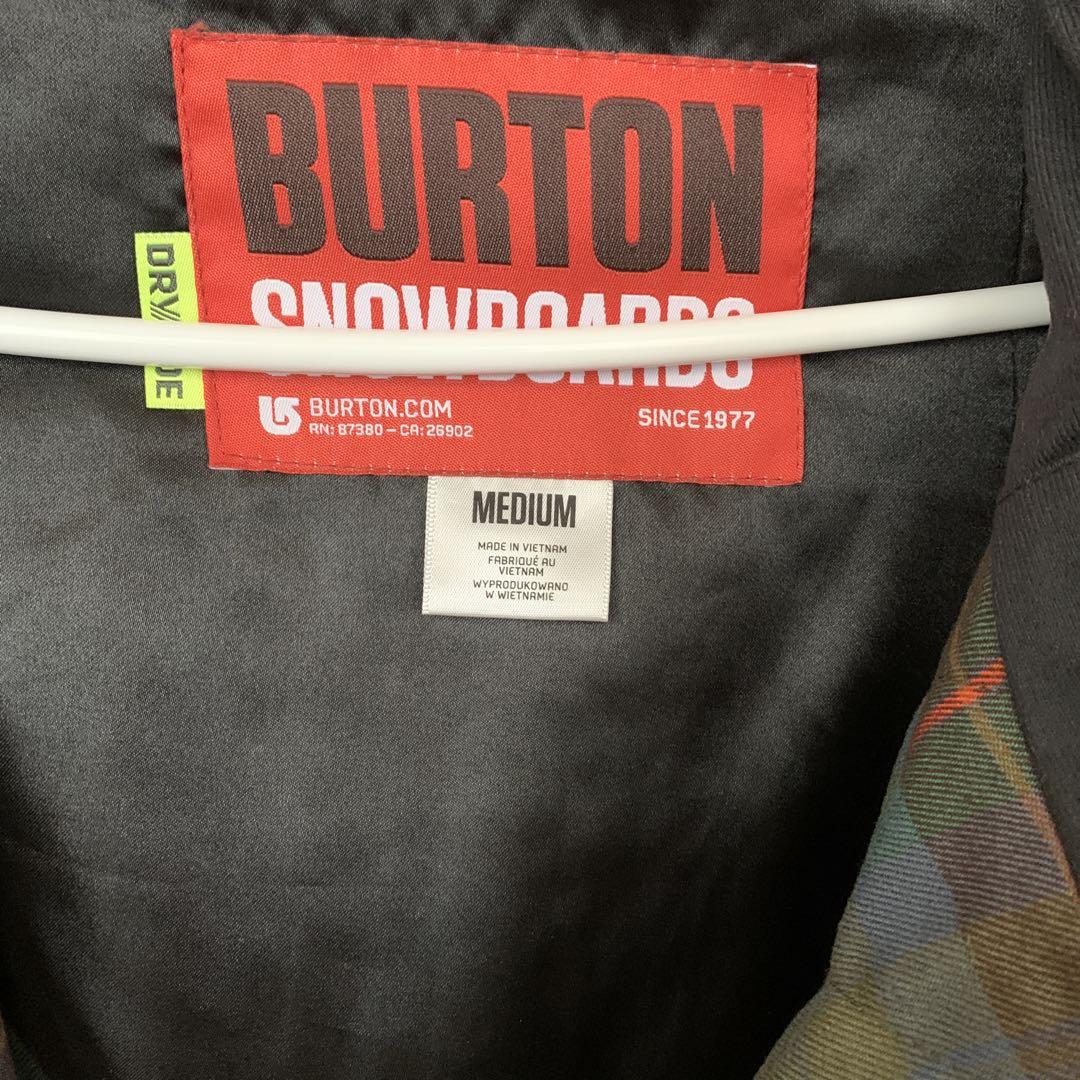 BURTON
SNOWBOARDS
DRY
BURTON.COM
SINCE 1977
RN: 87380 – CA: 26902
MEDIUM
MADE IN VIETNAM
FABRIQUÉ AU
VIETNAM
WYPRODUKOWANO
W WIETNAMIE